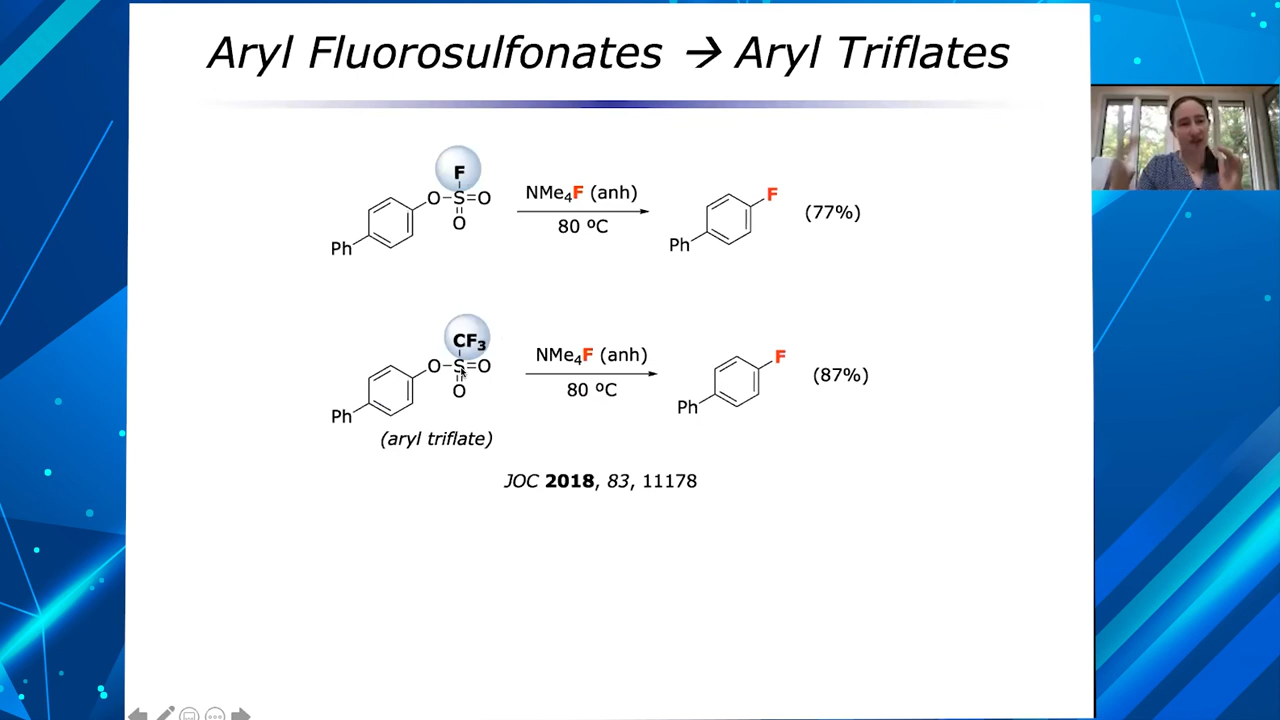 Aryl Fluorosulfonates → Aryl Triflates
F
O S O
O
Ph
NMe₄F (anh)
80 ºC
F
Ph
(77%)
CF₃
O S O
O
Ph
(aryl triflate)
NMe₄F (anh)
80 ºC
F
Ph
(87%)
JOC 2018, 83, 11178